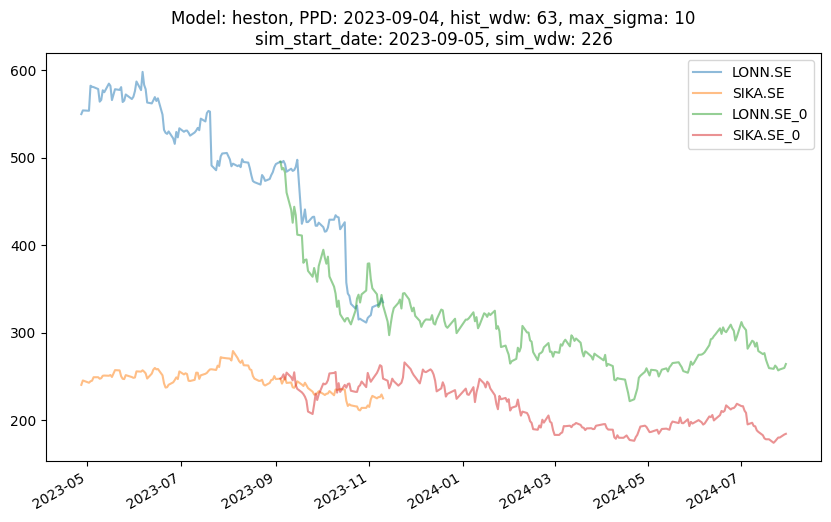 Model: heston, PPD: 2023-09-04, hist_wdw: 63, max_sigma: 10
sim_start_date: 2023-09-05, sim_wdw: 226
LONN.SE
SIKA.SE
LONN.SE_0
SIKA.SE_0
600
500
400
300
200
2023-05
2023-07
2023-09
2023-11
2024-01
2024-03
2024-05
2024-07